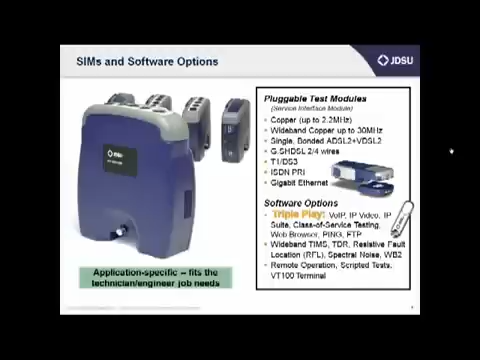 SIMs and Software Options
JDSU
Pluggable Test Modules
(Service Interface Module)
• Copper (up to 2.2MHz)
• Wideband Copper up to 30MHz
• Single, Bonded ADSL2+VDSL2
• G.SHDSL 2/4 wires
• T1/DS3
• ISDN PRI
• Gigabit Ethernet
Software Options
• Triple Play: VoIP, IP Video, IP
Suite, Class-of-Service Testing,
Web Browser, PING, FTP
• Wideband TIMS, TDR, Resistive Fault
Location (RFL), Spectral Noise, WB2
• Remote Operation, Scripted Tests,
VT100 Terminal
Application-specific – fits the
technician/engineer job needs